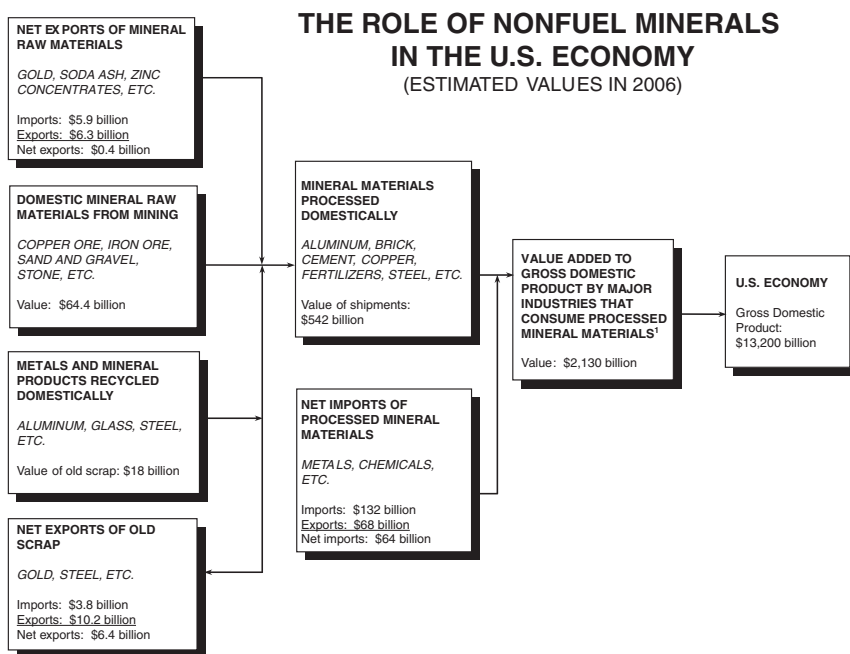 THE ROLE OF NONFUEL MINERALS
IN THE U.S. ECONOMY
(ESTIMATED VALUES IN 2006)
NET EXPORTS OF MINERAL
RAW MATERIALS
GOLD, SODA ASH, ZINC
CONCENTRATES, ETC.
Imports: $5.9 billion
Exports: $6.3 billion
Net exports: $0.4 billion
DOMESTIC MINERAL RAW
MATERIALS FROM MINING
COPPER ORE, IRON ORE,
SAND AND GRAVEL,
STONE, ETC.
Value: $64.4 billion
METALS AND MINERAL
PRODUCTS RECYCLED
DOMESTICALLY
ALUMINUM, GLASS, STEEL,
ETC.
Value of old scrap: $18 billion
NET EXPORTS OF OLD
SCRAP
GOLD, STEEL, ETC.
Imports: $3.8 billion
Exports: $10.2 billion
Net exports: $6.4 billion
MINERAL MATERIALS
PROCESSED
DOMESTICALLY
ALUMINUM, BRICK,
CEMENT, COPPER,
FERTILIZERS, STEEL, ETC.
Value of shipments:
$542 billion
NET IMPORTS OF
PROCESSED MINERAL
MATERIALS
METALS, CHEMICALS,
ETC.
Imports: $132 billion
Exports: $68 billion
Net imports: $64 billion
VALUE ADDED TO
GROSS DOMESTIC
PRODUCT BY MAJOR
INDUSTRIES THAT
CONSUME PROCESSED
MINERAL MATERIALS¹
Value: $2,130 billion
U.S. ECONOMY
Gross Domestic
Product:
$13,200 billion